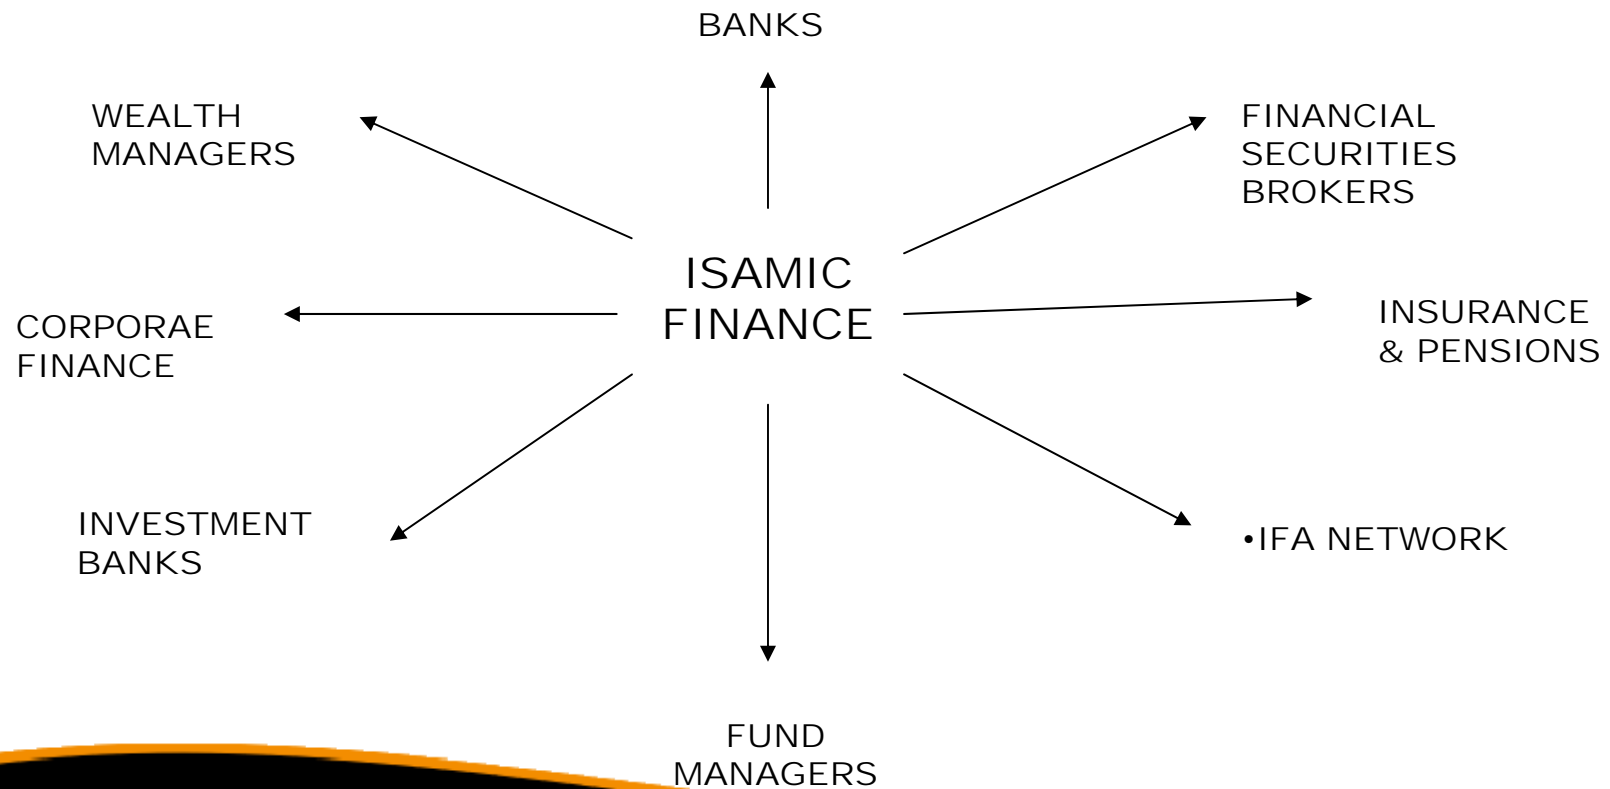 BANKS
WEALTH
MANAGERS
FINANCIAL
SECURITIES
BROKERS
ISAMIC
FINANCE
CORPORAE
FINANCE
INSURANCE
& PENSIONS
INVESTMENT
BANKS
•IFA NETWORK
FUND
MANAGERS